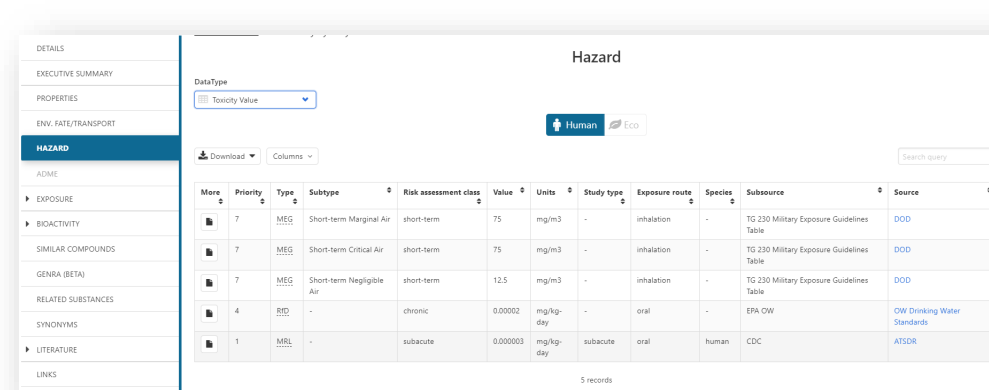 DETAILS
EXECUTIVE SUMMARY
PROPERTIES
ENV. FATE/TRANSPORT
HAZARD
ADME
EXPOSURE
BIOACTIVITY
SIMILAR COMPOUNDS
GENRA (BETA)
RELATED SUBSTANCES
SYNONYMS
LITERATURE
LINKS
Hazard
DataType
Toxicity Value
Human Eco
Download Columns Search query
More Priority Type Subtype Risk assessment class Value Units Study type Exposure route Species Subsource Source
7 MEG Short-term Marginal Air short-term 75 mg/m3 - inhalation - TG 230 Military Exposure Guidelines DOD
Table
7 MEG Short-term Critical Air short-term 75 mg/m3 - inhalation - TG 230 Military Exposure Guidelines DOD
Table
7 MEG Short-term Negligible short-term 12.5 mg/m3 - inhalation - TG 230 Military Exposure Guidelines DOD
Air Table
4 RfD - chronic 0.00002 mg/kg- - oral - EPA OW OW Drinking Water
day Standards
1 MRL - subacute 0.000003 mg/kg- subacute oral human CDC ATSDR
day
5 records